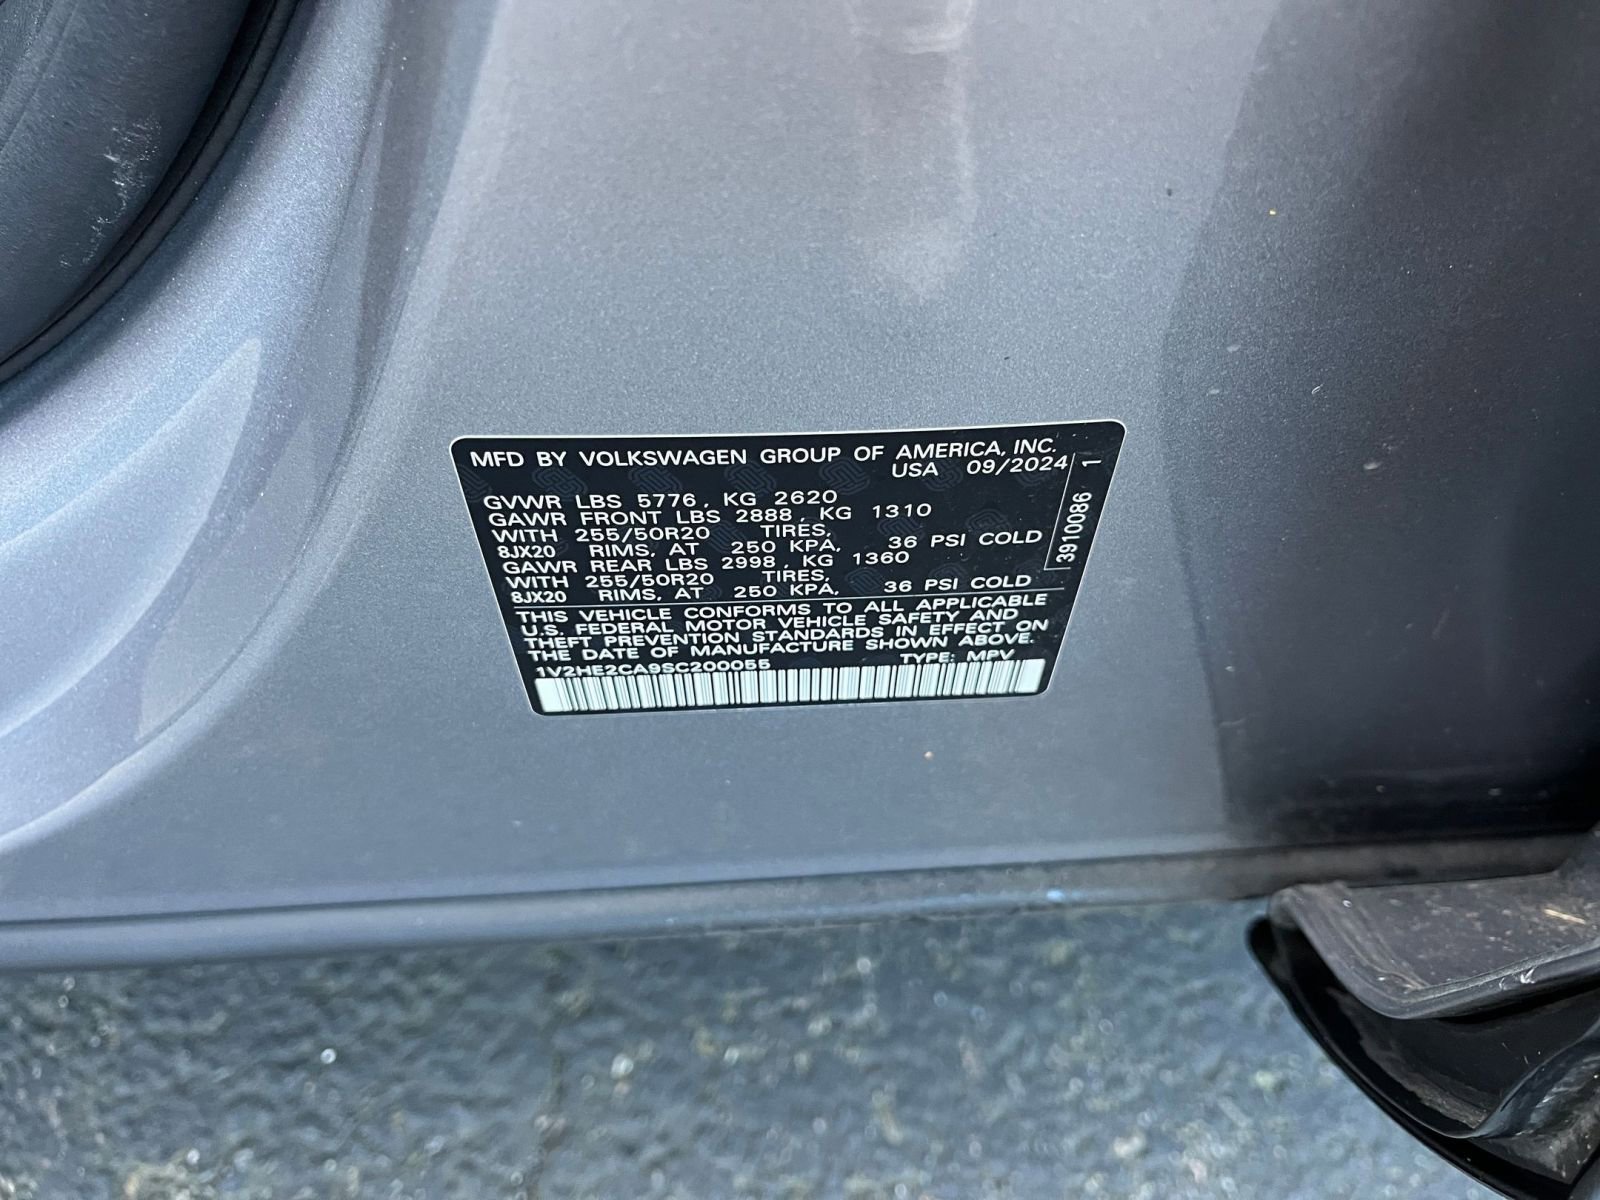 MFD BY VOLKSWAGEN GROUP OF AMERICA, INC.
USA 09/2024
GVWR LBS 5776, KG 2620
GAWR FRONT LBS 2888, KG 1310
WITH 255/50R20 TIRES,
8JX20 RIMS, AT 250 KPA, 36 PSI COLD
GAWR REAR LBS 2998, KG 1360
WITH 255/50R20 TIRES,
8JX20 RIMS, AT 250 KPA, 36 PSI COLD
THIS VEHICLE CONFORMS TO ALL APPLICABLE
U.S. FEDERAL MOTOR VEHICLE SAFETY AND
THEFT PREVENTION STANDARDS IN EFFECT ON
THE DATE OF MANUFACTURE SHOWN ABOVE.
1V2HE2CA9SC200055 TYPE: MPV
3910086 1